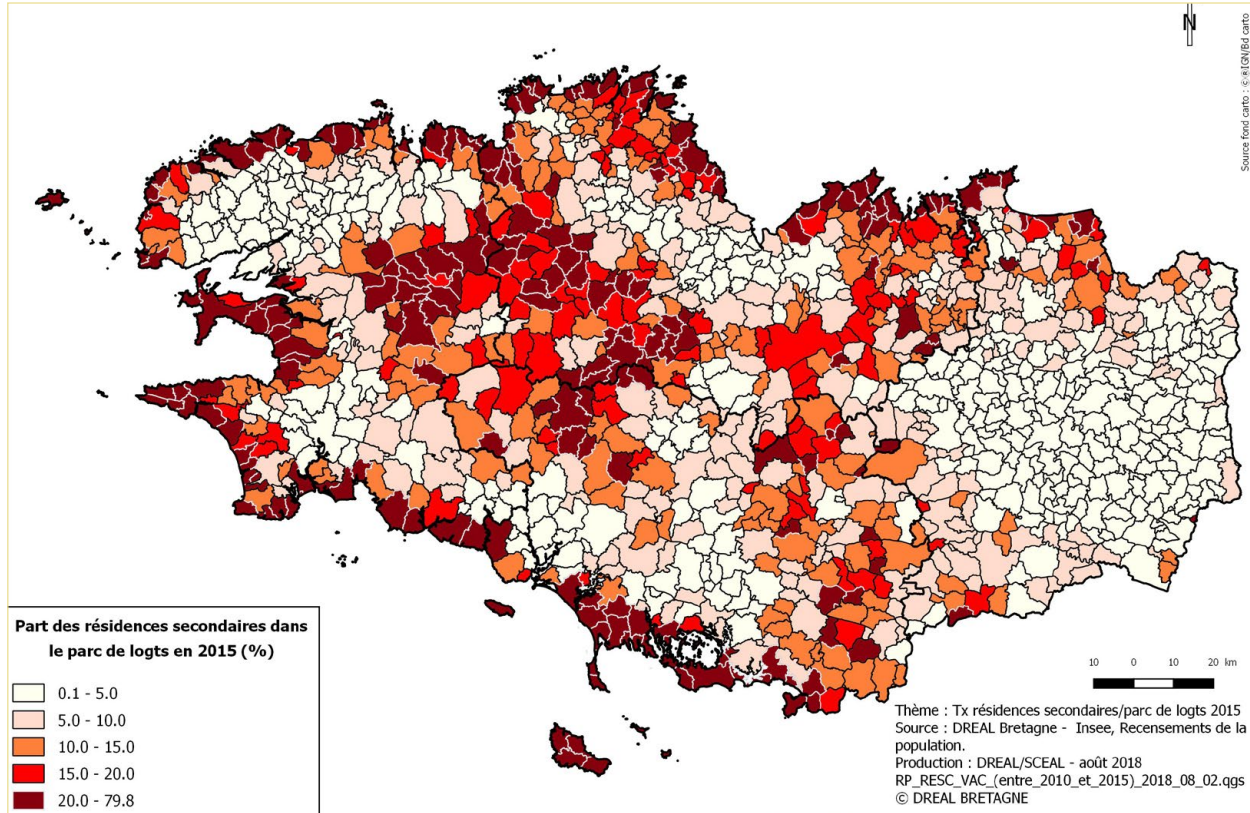 N
Source fond carto : ©®IGN/Bd carto
Part des résidences secondaires dans
le parc de logts en 2015 (%)
0.1 - 5.0
5.0 - 10.0
10.0 - 15.0
15.0 - 20.0
20.0 - 79.8
10 0 10 20 km
Thème : Tx résidences secondaires/parc de logts 2015
Source : DREAL Bretagne - Insee, Recensements de la
population.
Production : DREAL/SCEAL - août 2018
RP_RESC_VAC_(entre_2010_et_2015)_2018_08_02.qgs
© DREAL BRETAGNE